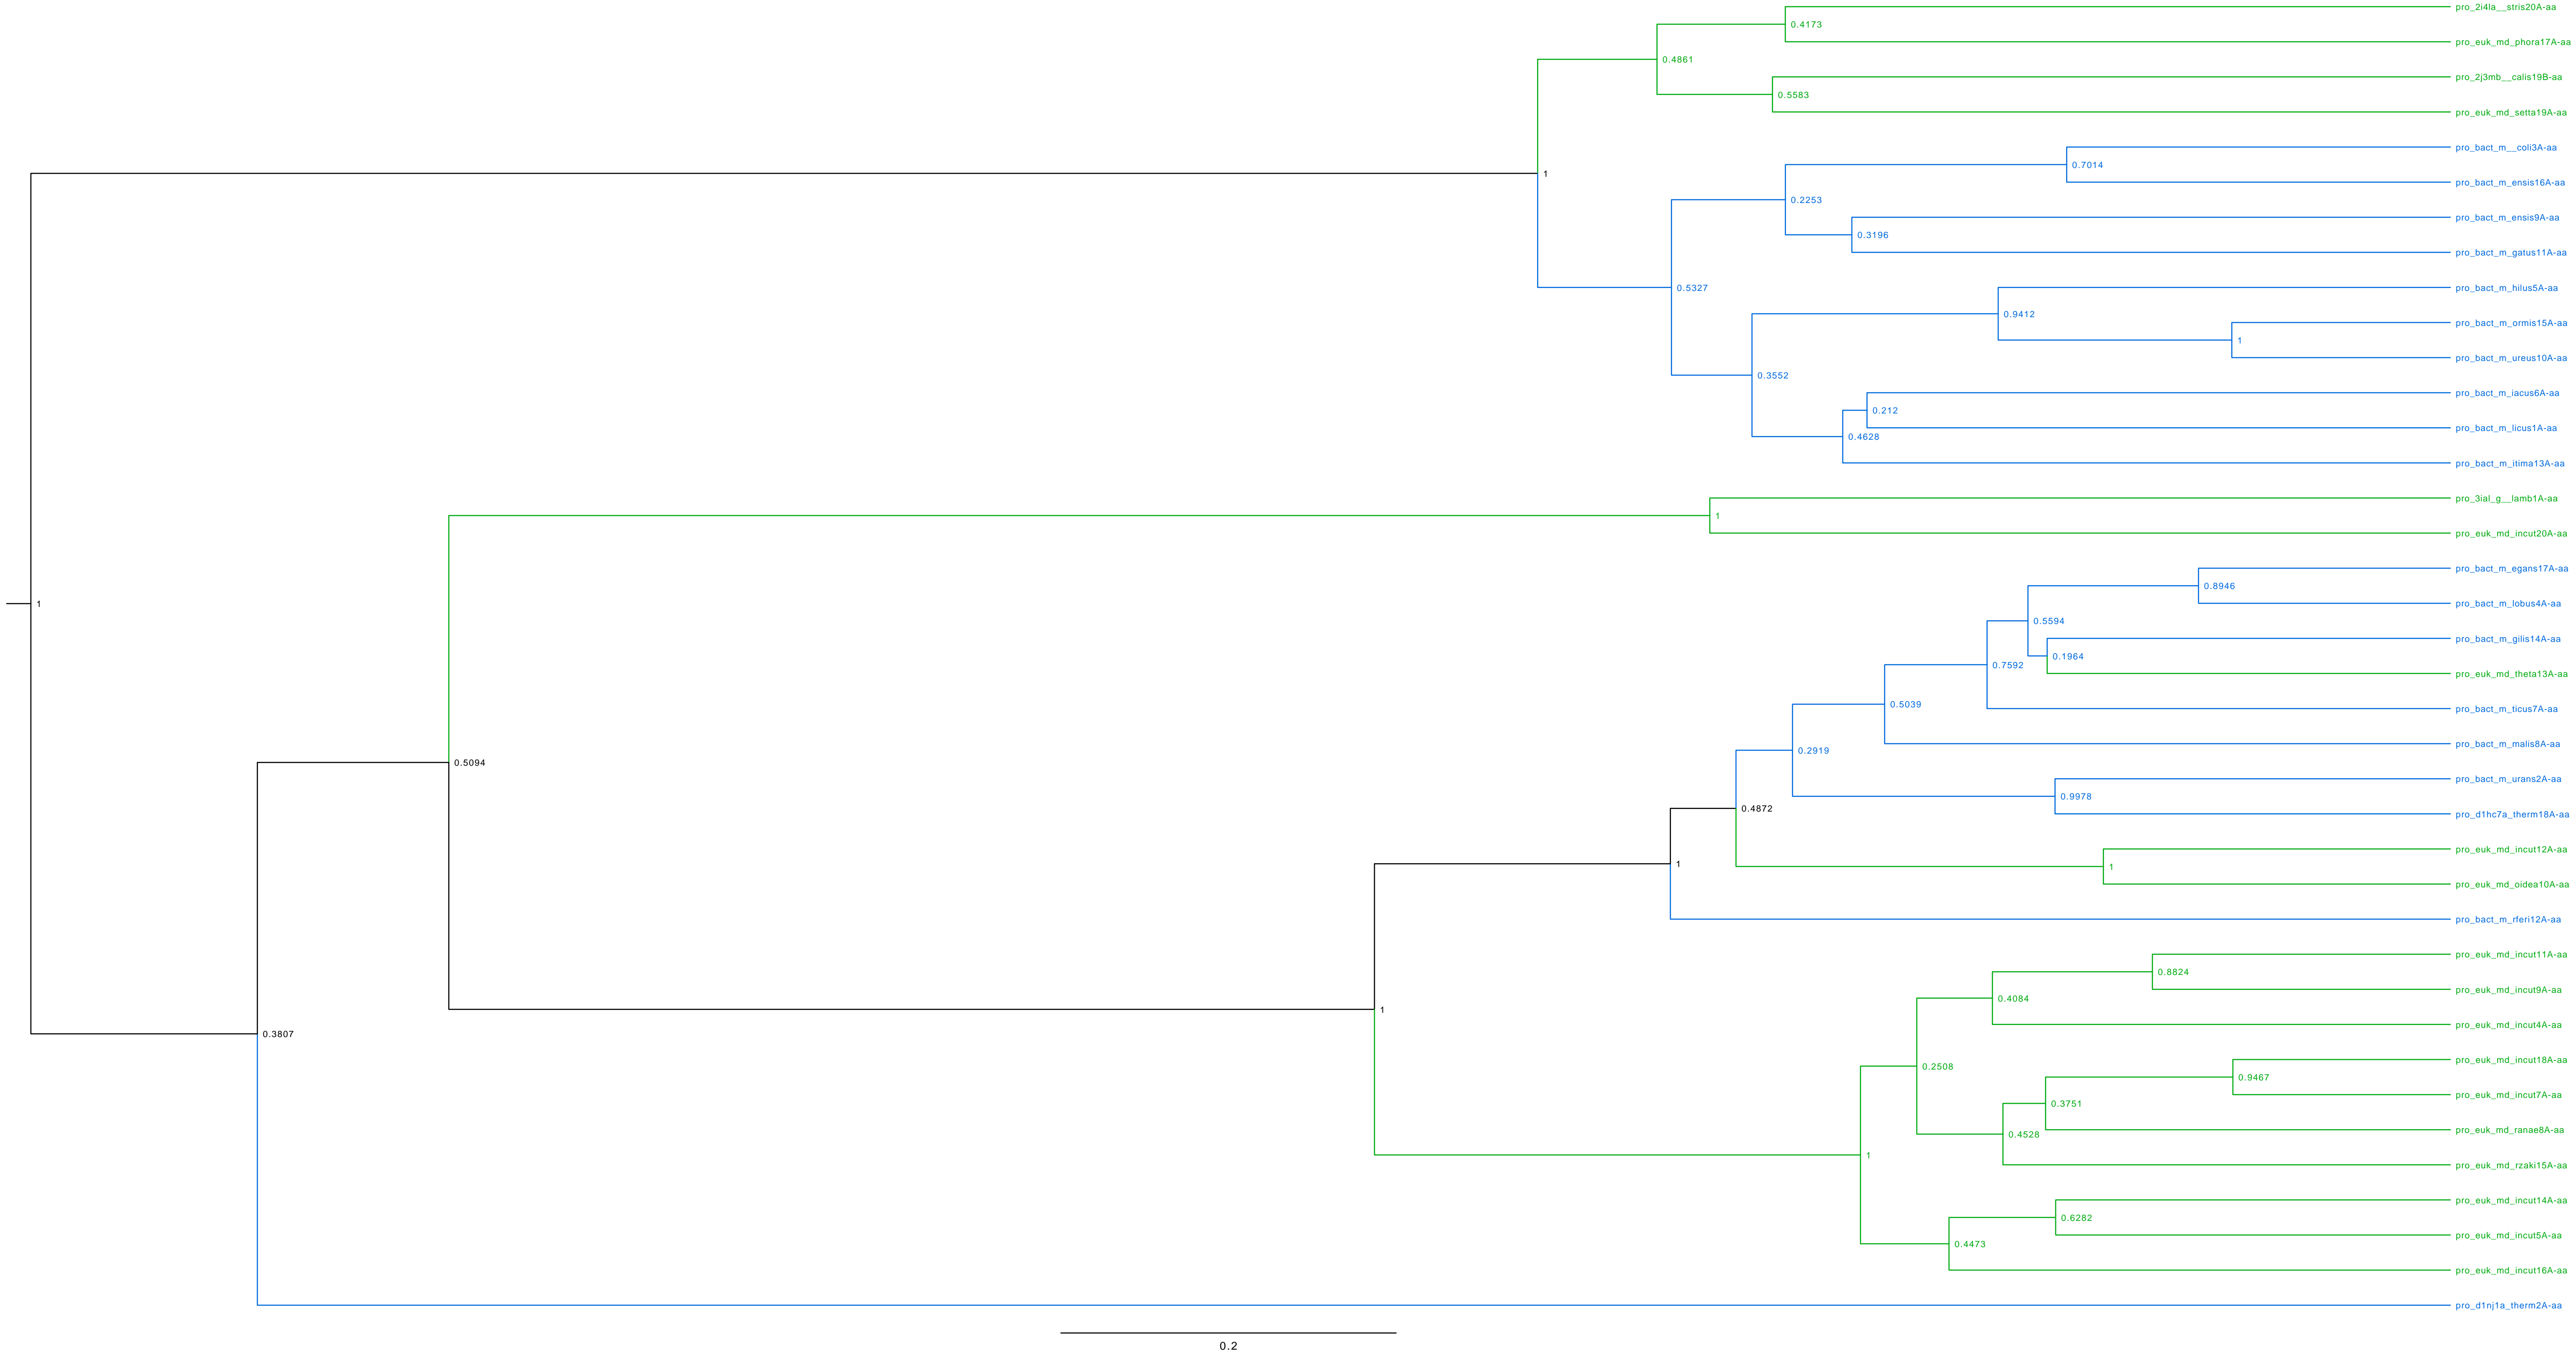 pro_2i4la__stris20A-aa
0.4173
pro_euk_md_phora17A-aa
0.4861
pro_2j3mb__calis19B-aa
0.5583
pro_euk_md_setta19A-aa
pro_bact_m__coli3A-aa
0.7014
1
pro_bact_m_ensis16A-aa
0.2253
pro_bact_m_ensis9A-aa
0.3196
pro_bact_m_gatus11A-aa
0.5327
pro_bact_m_hilus5A-aa
0.9412
pro_bact_m_ormis15A-aa
1
pro_bact_m_ureus10A-aa
0.3552
pro_bact_m_iacus6A-aa
0.212
pro_bact_m_licus1A-aa
0.4628
pro_bact_m_itima13A-aa
pro_3ial_g__lamb1A-aa
1
pro_euk_md_incut20A-aa
pro_bact_m_egans17A-aa
0.8946
1
pro_bact_m_lobus4A-aa
0.5594
pro_bact_m_gilis14A-aa
0.1964
0.7592
pro_euk_md_theta13A-aa
0.5039
pro_bact_m_ticus7A-aa
pro_bact_m_malis8A-aa
0.2919
0.5094
pro_bact_m_urans2A-aa
0.9978
0.4872
pro_d1hc7a_therm18A-aa
pro_euk_md_incut12A-aa
1
1
pro_euk_md_oidea10A-aa
pro_bact_m_rferi12A-aa
pro_euk_md_incut11A-aa
0.8824
pro_euk_md_incut9A-aa
0.4084
1
pro_euk_md_incut4A-aa
0.3807
pro_euk_md_incut18A-aa
0.2508
0.9467
pro_euk_md_incut7A-aa
0.3751
pro_euk_md_ranae8A-aa
0.4528
1
pro_euk_md_rzaki15A-aa
pro_euk_md_incut14A-aa
0.6282
pro_euk_md_incut5A-aa
0.4473
pro_euk_md_incut16A-aa
pro_d1nj1a_therm2A-aa
0.2